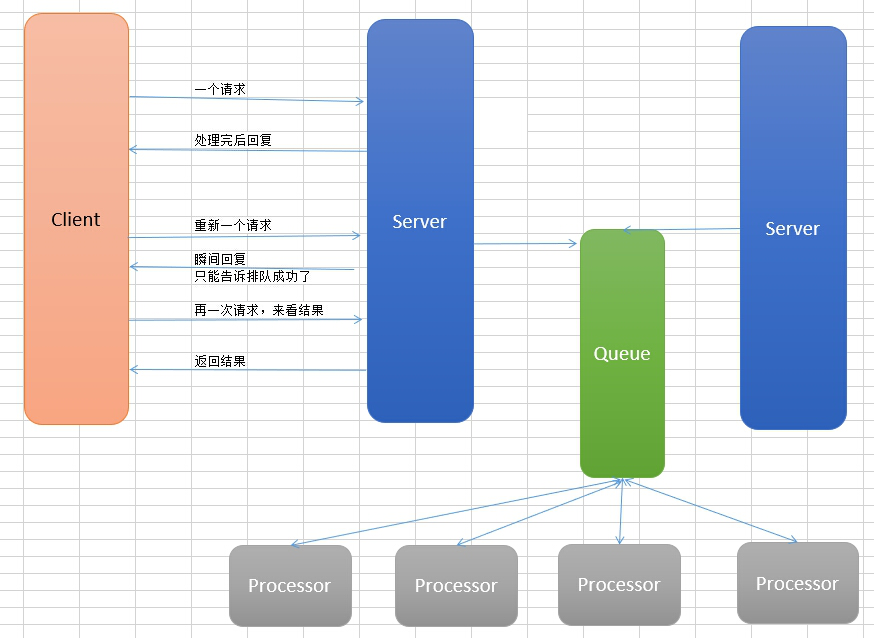 一个请求
处理完后回复
Client
Server
Server
重新一个请求
瞬间回复
只能告诉排队成功了
再一次请求，来看结果
Queue
返回结果
Processor
Processor
Processor
Processor